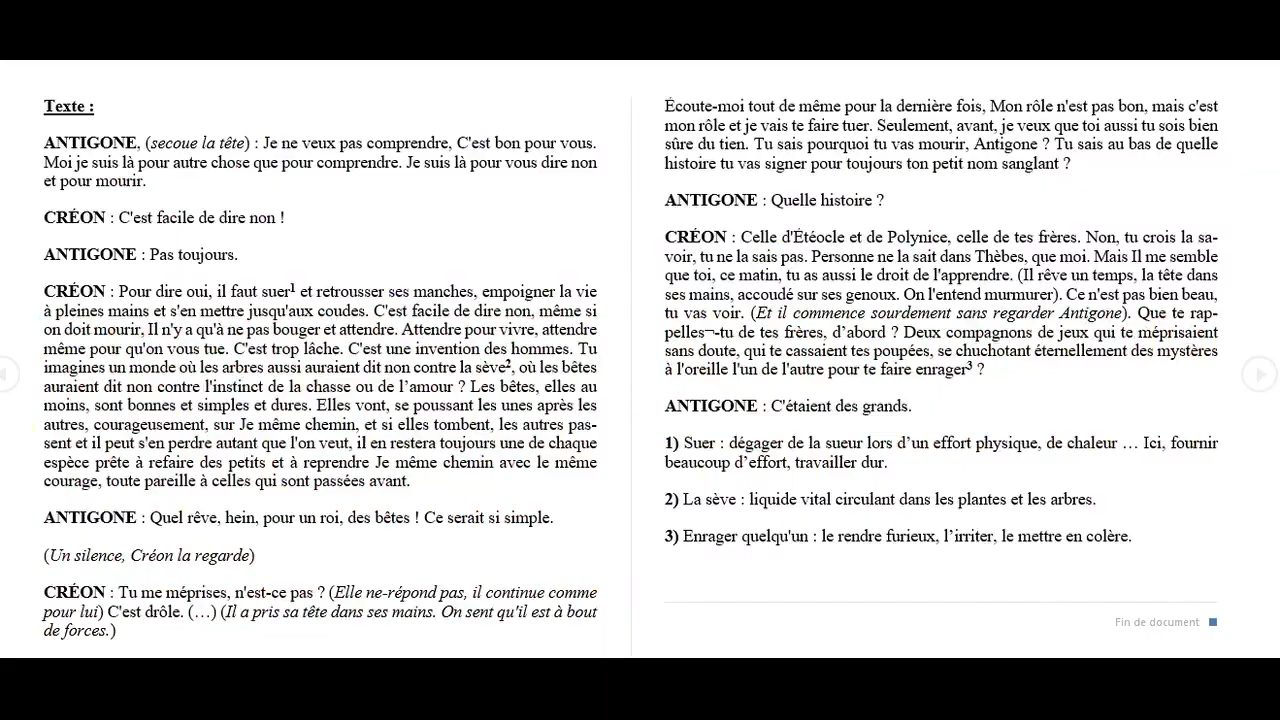 Texte :
ANTIGONE, (secoue la tête) : Je ne veux pas comprendre, C'est bon pour vous.
Moi je suis là pour autre chose que pour comprendre. Je suis là pour vous dire non
et pour mourir.
CRÉON : C'est facile de dire non !
ANTIGONE : Pas toujours.
CRÉON : Pour dire oui, il faut suer¹ et retrousser ses manches, empoigner la vie
à pleines mains et s'en mettre jusqu'aux coudes. C'est facile de dire non, même si
on doit mourir, Il n'y a qu'à ne pas bouger et attendre. Attendre pour vivre, attendre
même pour qu'on vous tue. C'est trop lâche. C'est une invention des hommes. Tu
imagines un monde où les arbres aussi auraient dit non contre la sève², où les bêtes
auraient dit non contre l'instinct de la chasse ou de l’amour ? Les bêtes, elles au
moins, sont bonnes et simples et dures. Elles vont, se poussant les unes après les
autres, courageusement, sur Je même chemin, et si elles tombent, les autres pas-
sent et il peut s'en perdre autant que l'on veut, il en restera toujours une de chaque
espèce prête à refaire des petits et à reprendre Je même chemin avec le même
courage, toute pareille à celles qui sont passées avant.
ANTIGONE : Quel rêve, hein, pour un roi, des bêtes ! Ce serait si simple.
(Un silence, Créon la regarde)
CRÉON : Tu me méprises, n'est-ce pas ? (Elle ne-répond pas, il continue comme
pour lui) C'est drôle. (…) (Il a pris sa tête dans ses mains. On sent qu'il est à bout
de forces.)
Écoute-moi tout de même pour la dernière fois, Mon rôle n'est pas bon, mais c'est
mon rôle et je vais te faire tuer. Seulement, avant, je veux que toi aussi tu sois bien
sûre du tien. Tu sais pourquoi tu vas mourir, Antigone ? Tu sais au bas de quelle
histoire tu vas signer pour toujours ton petit nom sanglant ?
ANTIGONE : Quelle histoire ?
CRÉON : Celle d'Étéocle et de Polynice, celle de tes frères. Non, tu crois la sa-
voir, tu ne la sais pas. Personne ne la sait dans Thèbes, que moi. Mais Il me semble
que toi, ce matin, tu as aussi le droit de l'apprendre. (Il rêve un temps, la tête dans
ses mains, accoudé sur ses genoux. On l'entend murmurer). Ce n'est pas bien beau,
tu vas voir. (Et il commence sourdement sans regarder Antigone). Que te rap-
pelles¬-tu de tes frères, d’abord ? Deux compagnons de jeux qui te méprisaient
sans doute, qui te cassaient tes poupées, se chuchotant éternellement des mystères
à l'oreille l'un de l'autre pour te faire enrager³ ?
ANTIGONE : C'étaient des grands.
1) Suer : dégager de la sueur lors d’un effort physique, de chaleur … Ici, fournir
beaucoup d’effort, travailler dur.
2) La sève : liquide vital circulant dans les plantes et les arbres.
3) Enrager quelqu'un : le rendre furieux, l’irriter, le mettre en colère.
Fin de document